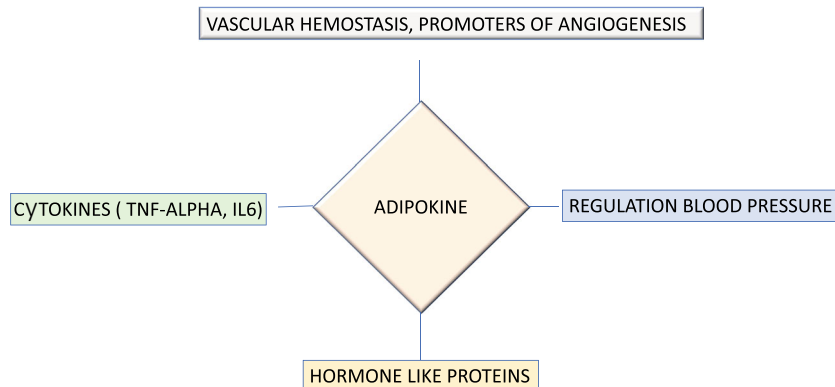 VASCULAR HEMOSTASIS, PROMOTERS OF ANGIOGENESIS
CyTOKINES ( TNF-ALPHA, IL6)
ADIPOKINE
REGULATION BLOOD PRESSURE
HORMONE LIKE PROTEINS